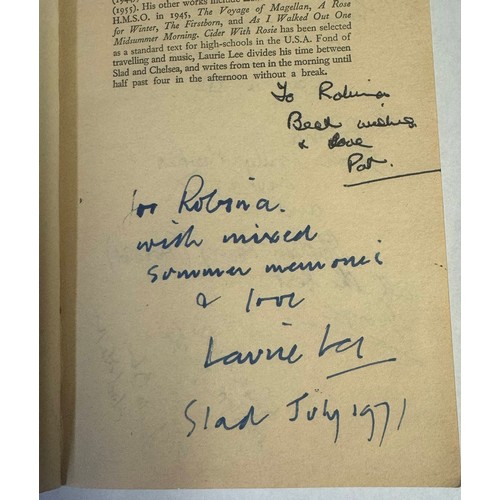 (1955). His other works include
H.M.S.O. in 1945, The Voyage of Magellan, A Rose
for Winter, The Firstborn, and As I Walked Out One
Midsummer Morning. Cider With Rosie has been selected
as a standard text for high-schools in the U.S.A. Fond of
travelling and music, Laurie Lee divides his time between
Slad and Chelsea, and writes from ten in the morning until
half past four in the afternoon without a break.
To Robina
Best wishes
& love
Pat.
for Robina.
with mixed
summer memories
& love
Laurie Lee
Slad July 1971